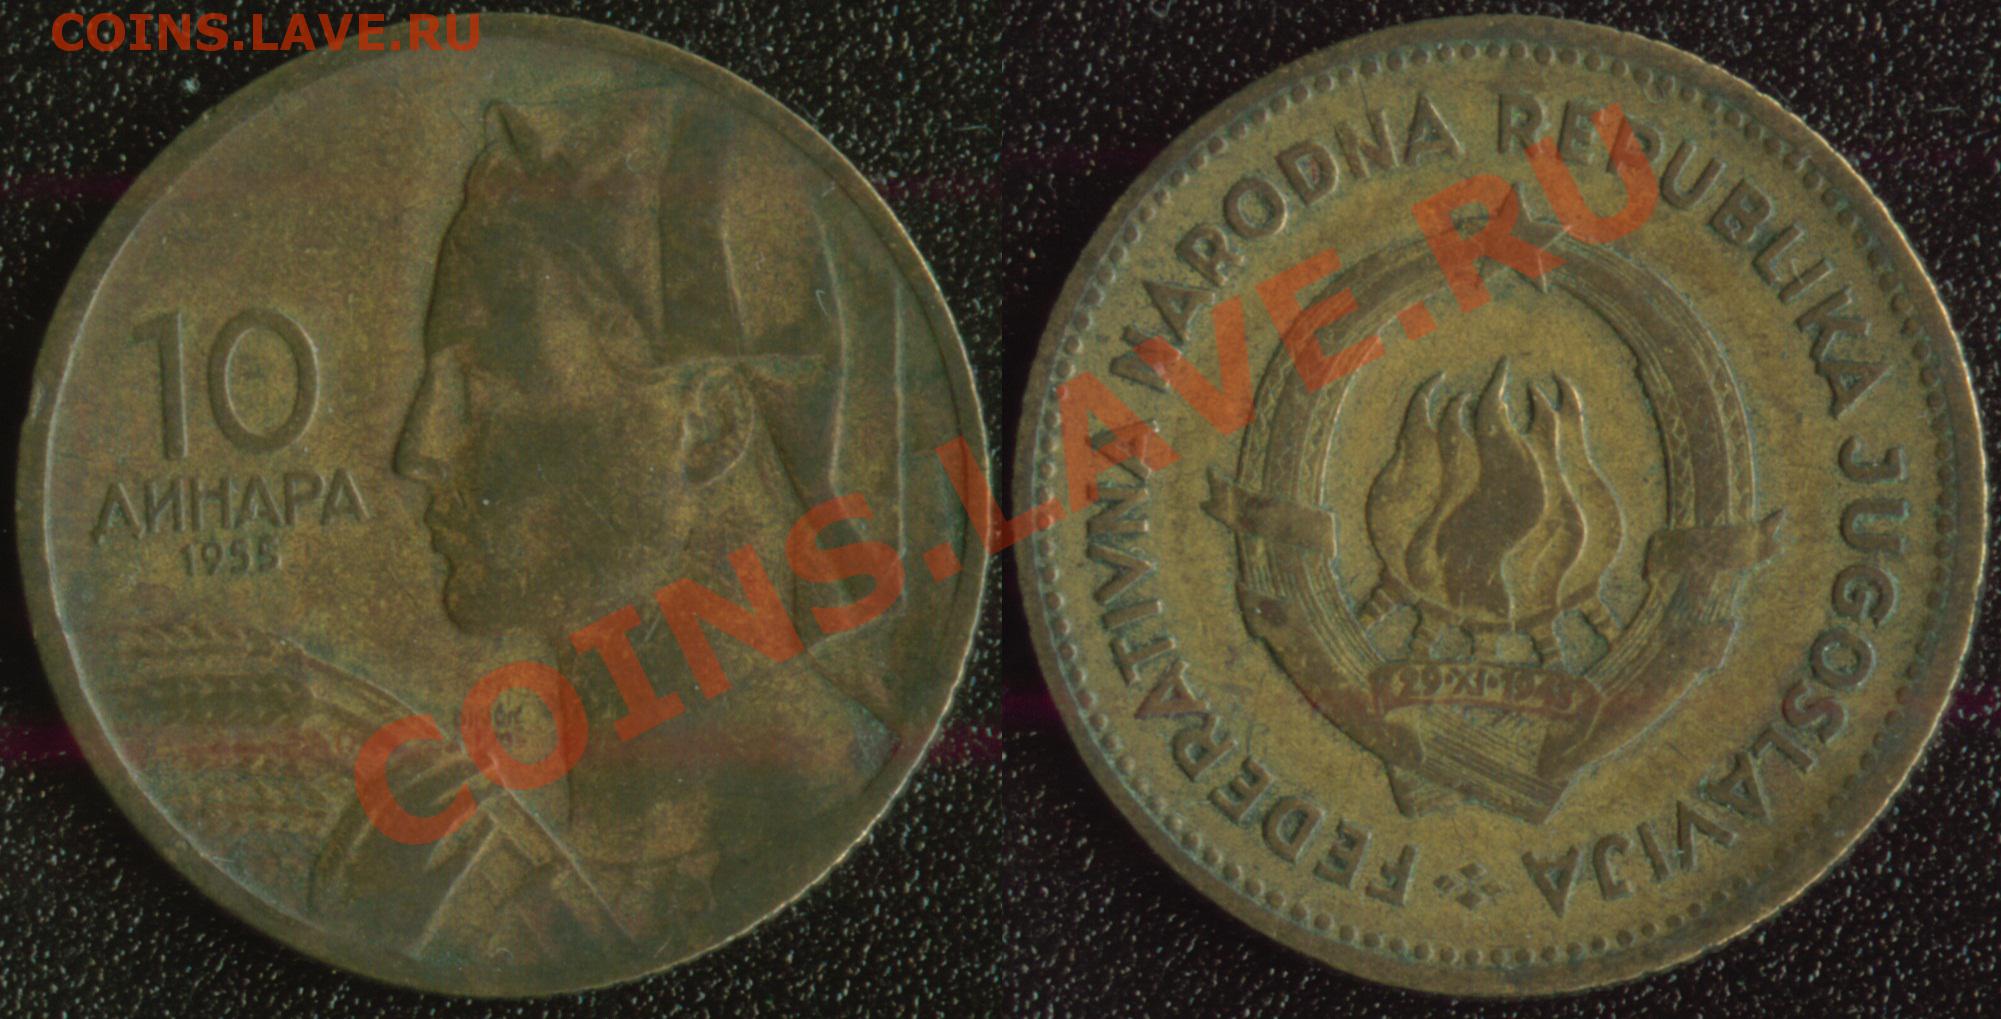 COINS.LAVE.RU
10
ДИНАРА
1955
FEDERATIVNA NARODNA REPUBLIKA JUGOSLAVIJA
29·XI·1943
COINS.LAVE.RU